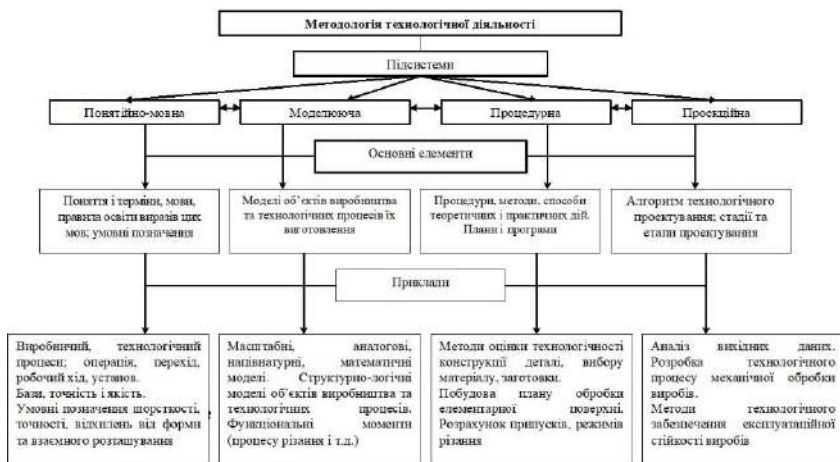 Методологія технологічної діяльності
Підсистеми
Понятійно-мовна
Моделююча
Процедурна
Проекційна
Основні елементи
Поняття і терміни, мови,
правила освіти виразів цих
мов; умовні позначення
Моделі об’єктів виробництва
та технологічних процесів їх
виготовлення
Процедури, методи, способи
теоретичних і практичних дій.
Плани і програми
Алгоритм технологічного
проектування; стадії та
етапи проектування
Приклади
Виробничий, технологічний
процеси; операція, перехід,
робочий хід, установ.
Бази, точність і якість.
Умовні позначення шорсткості,
точності, відхилень від форми
та взаємного розташування
Масштабні, аналогові,
напівнатурні, математичні
моделі. Структурно-логічні
моделі об’єктів виробництва та
технологічних процесів.
Функціональні моменти
(процесу різання і т.д.)
Методи оцінки технологічності
конструкції деталі, вибору
матеріалу, заготовки.
Побудова плану обробки
елементарної поверхні.
Розрахунок припусків, режимів
різання
Аналіз вихідних даних.
Розробка технологічного
процесу механічної обробки
виробів.
Методи технологічного
забезпечення експлуатаційної
стійкості виробів